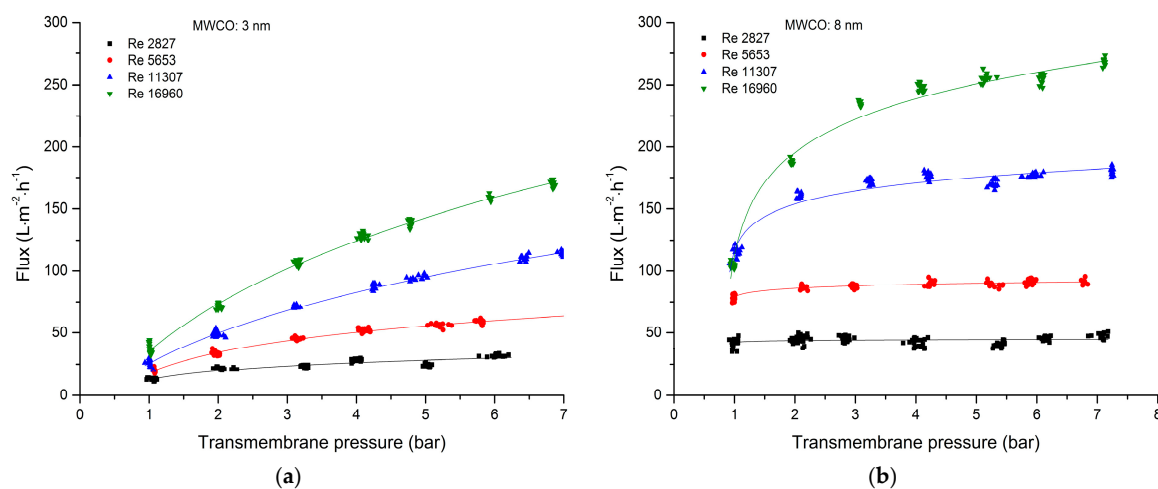 MWCO: 3 nm
Re 2827
Re 5653
Re 11307
Re 16960
300
250
200
150
100
50
0
Flux (L·m⁻²·h⁻¹)
0 1 2 3 4 5 6 7
Transmembrane pressure (bar)
(a)
MWCO: 8 nm
Re 2827
Re 5653
Re 11307
Re 16960
300
250
200
150
100
50
0
Flux (L·m⁻²·h⁻¹)
0 1 2 3 4 5 6 7 8
Transmembrane pressure (bar)
(b)